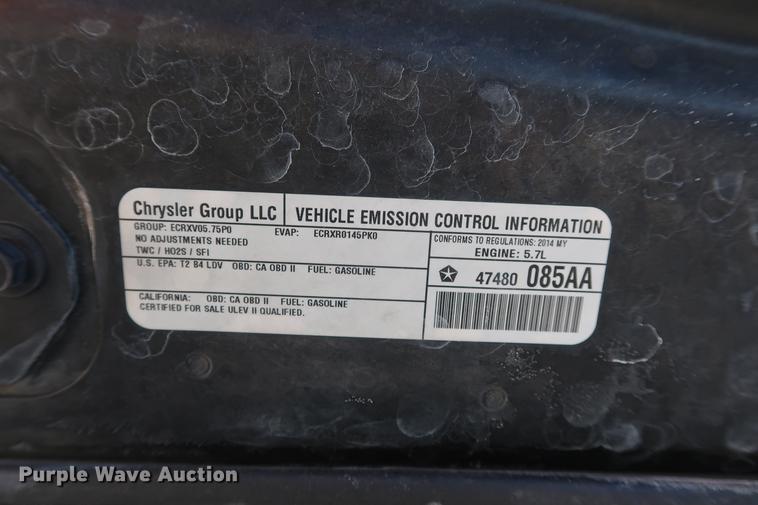 Chrysler Group LLC VEHICLE EMISSION CONTROL INFORMATION
GROUP: ECRXV05.75P0 EVAP: ECRXR0145PK0
NO ADJUSTMENTS NEEDED
TWC / HO2S / SFI
CONFORMS TO REGULATIONS: 2014 MY
ENGINE: 5.7L
U.S. EPA: T2 B4 LDV OBD: CA OBD II FUEL: GASOLINE
47480 085AA
CALIFORNIA: OBD: CA OBD II FUEL: GASOLINE
CERTIFIED FOR SALE ULEV II QUALIFIED.
Purple Wave Auction